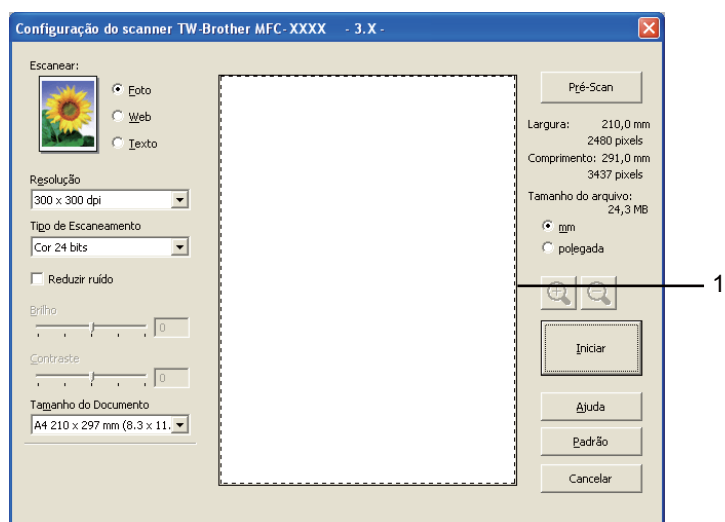 Configuração do scanner TW-Brother MFC-XXXX - 3.X -
Escanear:
Foto
Web
Texto
Resolução
300 x 300 dpi
Tipo de Escaneamento
Cor 24 bits
Reduzir ruído
Brilho
0
Contraste
0
Tamanho do Documento
A4 210 x 297 mm (8.3 x 11.
Pré-Scan
Largura: 210,0 mm
2480 pixels
Comprimento: 291,0 mm
3437 pixels
Tamanho do arquivo:
24,3 MB
mm
polegada
1
Iniciar
Ajuda
Padrão
Cancelar